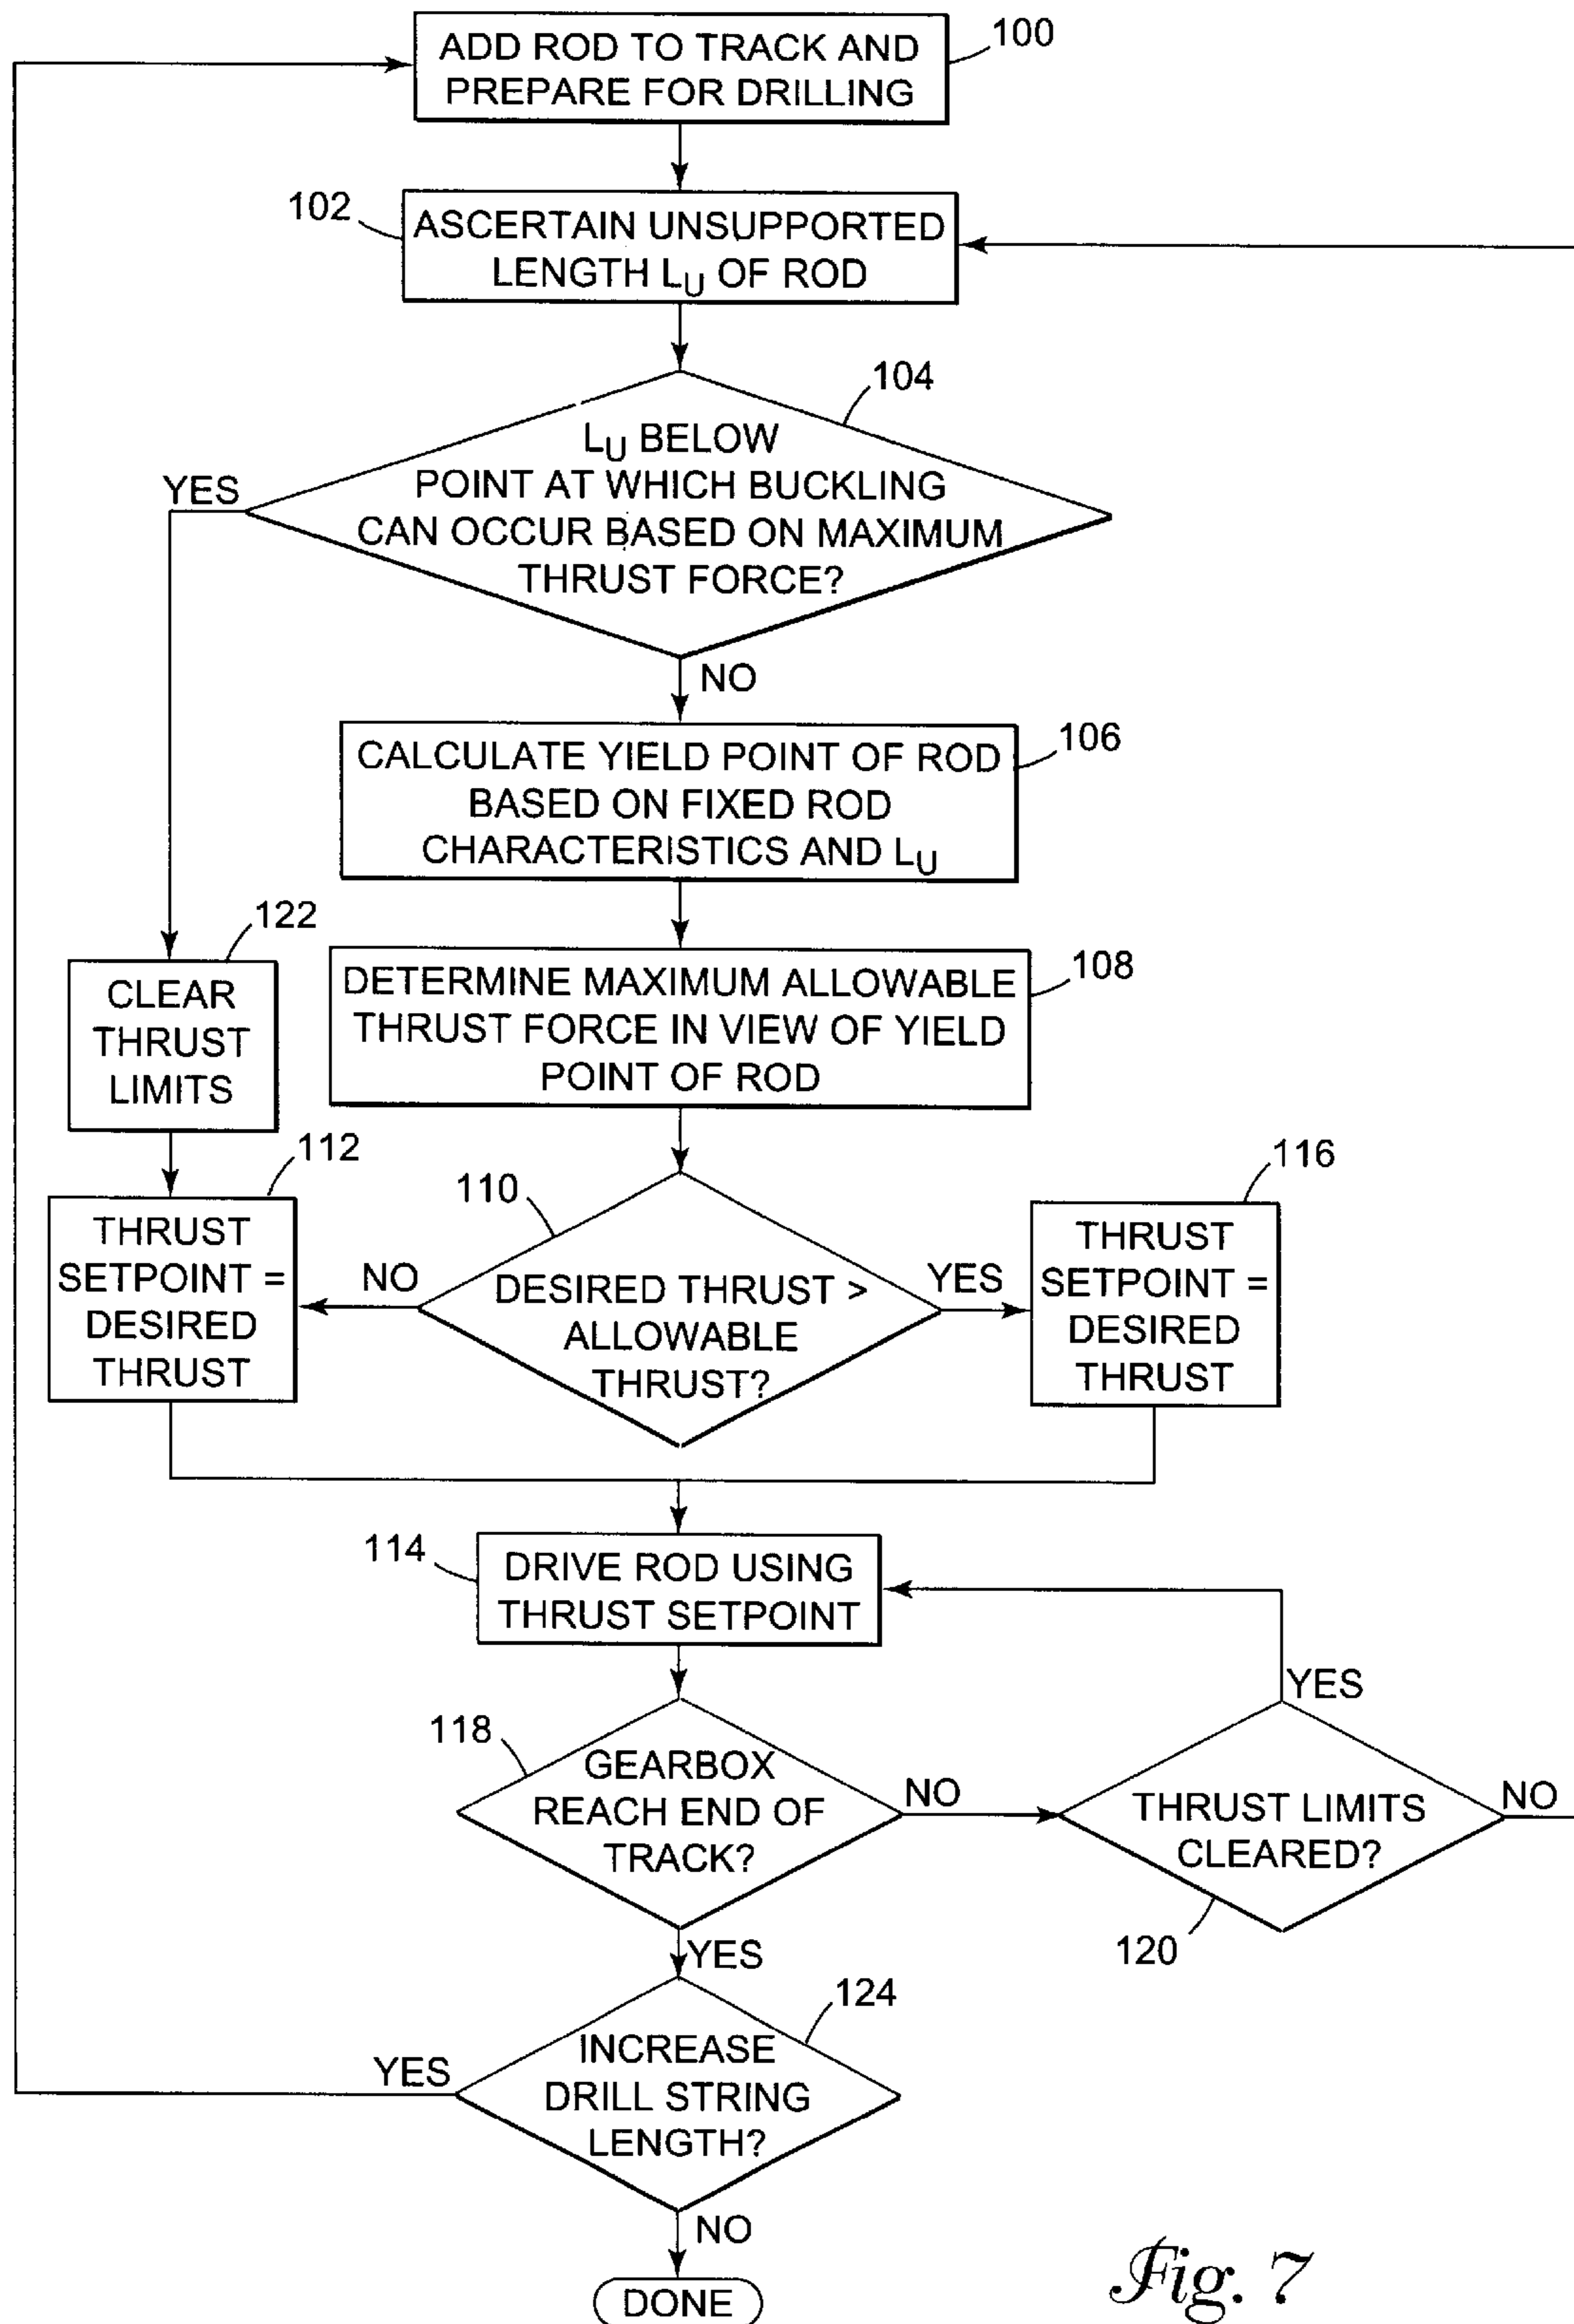 ADD ROD TO TRACK AND
PREPARE FOR DRILLING
100
102
ASCERTAIN UNSUPPORTED
LENGTH LU OF ROD
104
LU BELOW
POINT AT WHICH BUCKLING
CAN OCCUR BASED ON MAXIMUM
THRUST FORCE?
YES
NO
CALCULATE YIELD POINT OF ROD
BASED ON FIXED ROD
CHARACTERISTICS AND LU
106
122
CLEAR
THRUST
LIMITS
DETERMINE MAXIMUM ALLOWABLE
THRUST FORCE IN VIEW OF YIELD
POINT OF ROD
108
112
THRUST
SETPOINT =
DESIRED
THRUST
110
NO
DESIRED THRUST >
ALLOWABLE
THRUST?
YES
116
THRUST
SETPOINT =
DESIRED
THRUST
114
DRIVE ROD USING
THRUST SETPOINT
118
GEARBOX
REACH END OF
TRACK?
NO
YES
THRUST LIMITS
CLEARED?
NO
120
YES
124
INCREASE
DRILL STRING
LENGTH?
YES
NO
DONE
Fig. 7